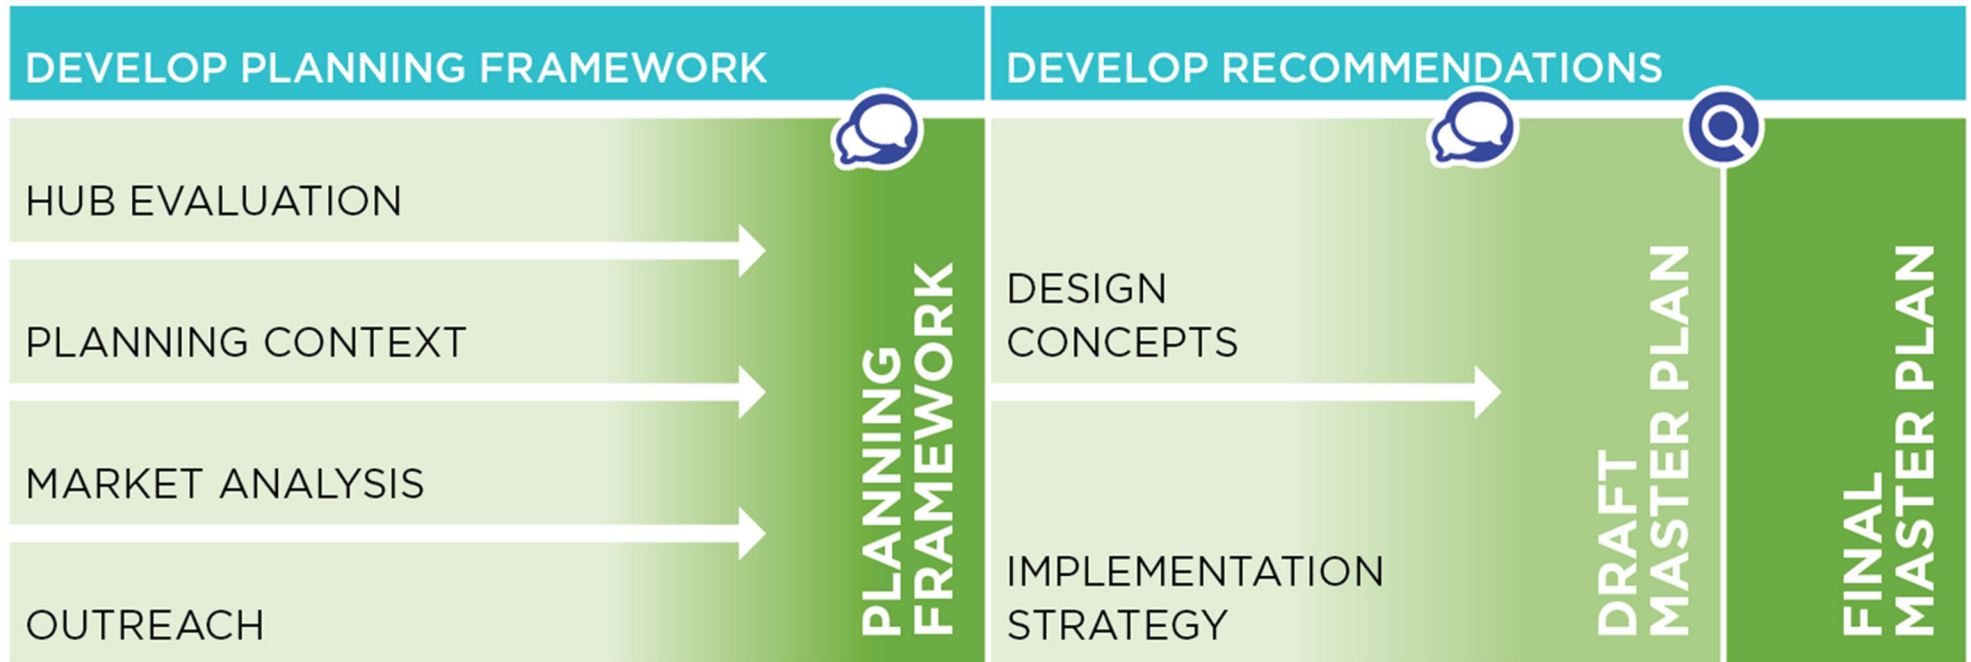 DEVELOP PLANNING FRAMEWORK
HUB EVALUATION
PLANNING CONTEXT
MARKET ANALYSIS
OUTREACH
PLANNING
FRAMEWORK
DEVELOP RECOMMENDATIONS
DESIGN
CONCEPTS
IMPLEMENTATION
STRATEGY
DRAFT
MASTER PLAN
FINAL
MASTER PLAN